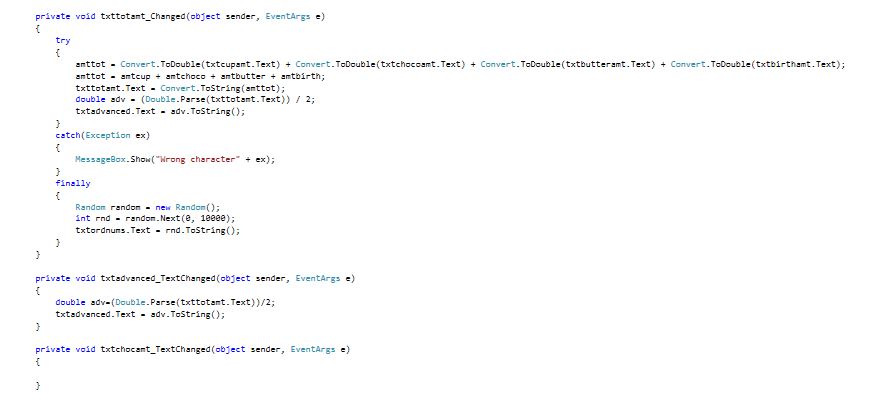 private void txttotamt_Changed(object sender, EventArgs e)
{
try
{
amttot = Convert.ToDouble(txtcupamt.Text) + Convert.ToDouble(txtchocoamt.Text) + Convert.ToDouble(txtbutteramt.Text) + Convert.ToDouble(txtbirthamt.Text);
amttot = amtcup + amtchoco + amtbutter + amtbirth;
txttotamt.Text = Convert.ToString(amttot);
double adv = (Double.Parse(txttotamt.Text)) / 2;
txtadvanced.Text = adv.ToString();
}
catch(Exception ex)
{
MessageBox.Show("Wrong character" + ex);
}
finally
{
Random random = new Random();
int rnd = random.Next(0, 10000);
txtordnums.Text = rnd.ToString();
}
}
private void txtadvanced_TextChanged(object sender, EventArgs e)
{
double adv=(Double.Parse(txttotamt.Text))/2;
txtadvanced.Text = adv.ToString();
}
private void txtchocamt_TextChanged(object sender, EventArgs e)
{
}